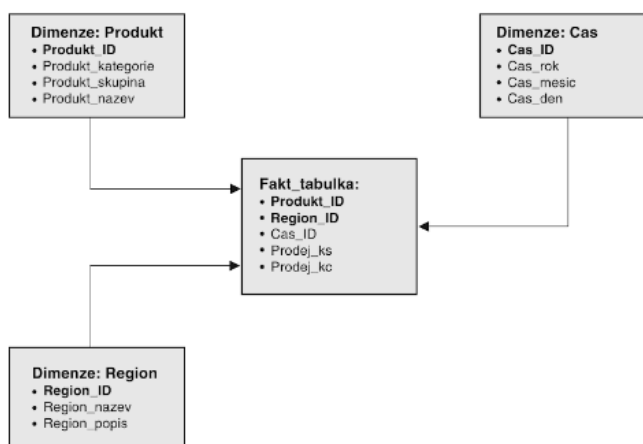 Dimenze: Produkt
• Produkt_ID
• Produkt_kategorie
• Produkt_skupina
• Produkt_nazev
Dimenze: Cas
• Cas_ID
• Cas_rok
• Cas_mesic
• Cas_den
Fakt_tabulka:
• Produkt_ID
• Region_ID
• Cas_ID
• Prodej_ks
• Prodej_kc
Dimenze: Region
• Region_ID
• Region_nazev
• Region_popis